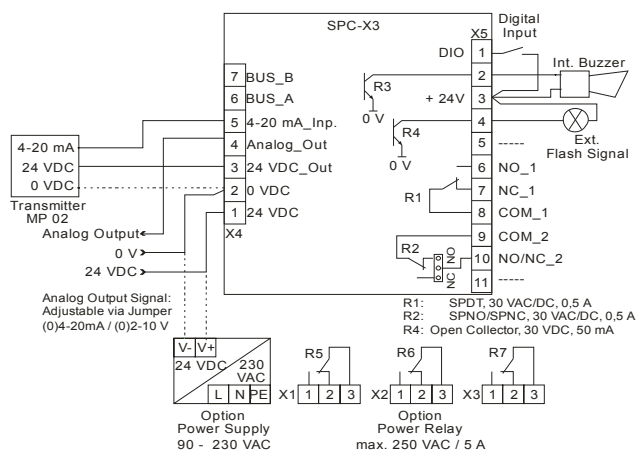 SPC-X3
X5
Digital
Input
DIO
1
2
+ 24V
3
4
5
-----
6
NO_1
7
NC_1
8
COM_1
9
COM_2
10
NO/NC_2
11
-----
Int. Buzzer
Ext.
Flash Signal
R3
0 V
R4
0 V
R1
R2
NO
NC
7
BUS_B
6
BUS_A
5
4-20 mA_Inp.
4
Analog_Out
3
24 VDC_Out
2
0 VDC
1
24 VDC
X4
4-20 mA
24 VDC
0 VDC
Transmitter
MP 02
Analog Output
0 V
24 VDC
Analog Output Signal:
Adjustable via Jumper
(0)4-20mA / (0)2-10 V
R1: SPDT, 30 VAC/DC, 0,5 A
R2: SPNO/SPNC, 30 VAC/DC, 0,5 A
R4: Open Collector, 30 VDC, 50 mA
V- V+
24 VDC
230
VAC
L N PE
Option
Power Supply
90 - 230 VAC
R5
X1 1 2 3
R6
X2 1 2 3
R7
X3 1 2 3
Option
Power Relay
max. 250 VAC / 5 A